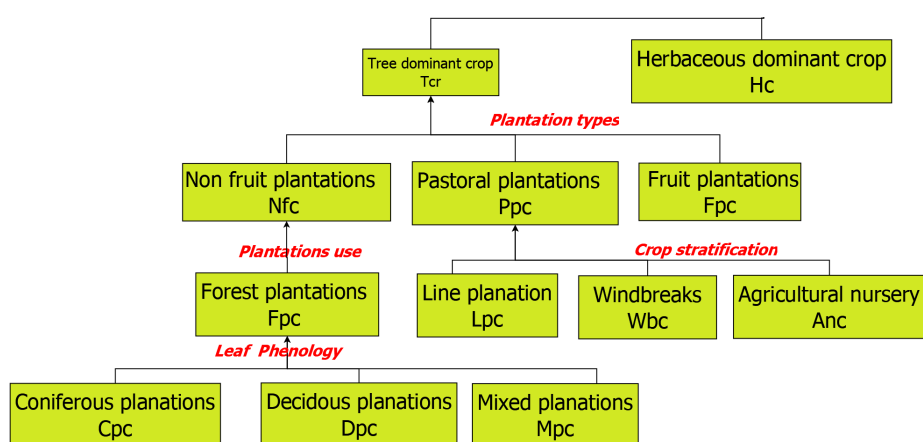 Tree dominant crop
Tcr
Herbaceous dominant crop
Hc
Plantation types
Non fruit plantations
Nfc
Pastoral plantations
Ppc
Fruit plantations
Fpc
Plantations use
Crop stratification
Forest plantations
Fpc
Line planation
Lpc
Windbreaks
Wbc
Agricultural nursery
Anc
Leaf Phenology
Coniferous planations
Cpc
Decidous planations
Dpc
Mixed planations
Mpc